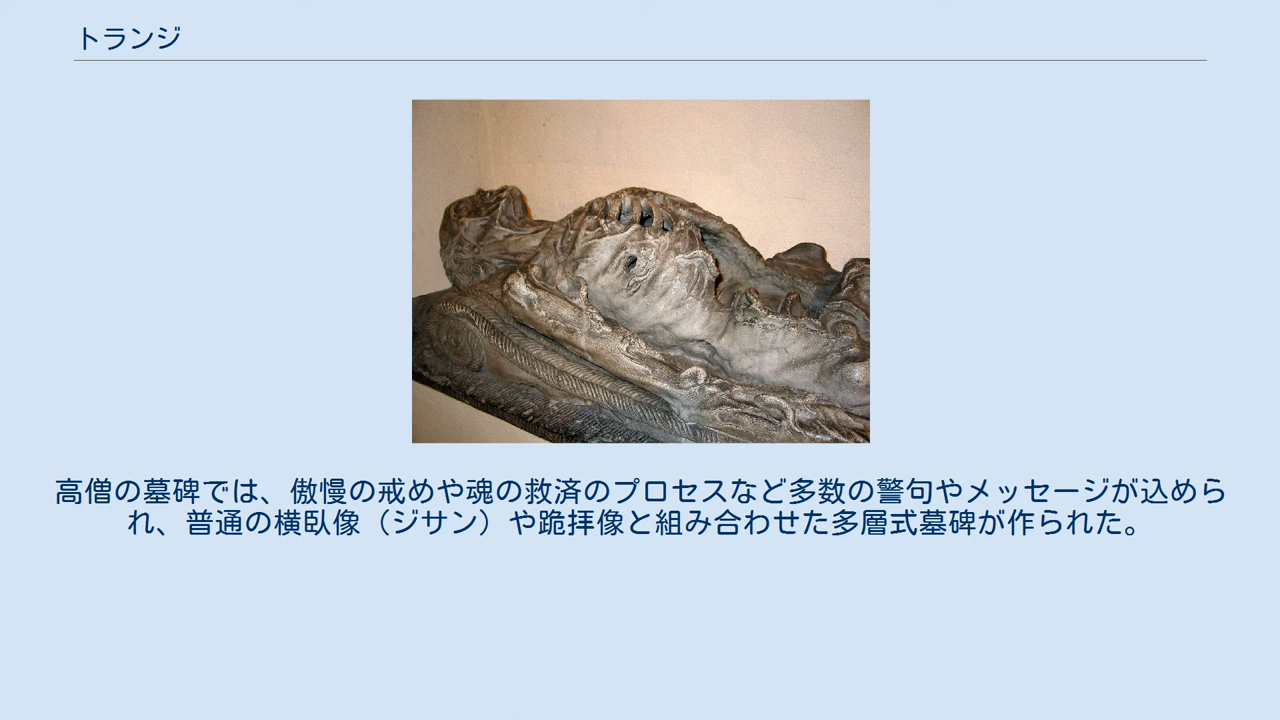 トランジ
高僧の墓碑では、傲慢の戒めや魂の救済のプロセスなど多数の警句やメッセージが込めら
れ、普通の横臥像（ジサン）や跪拝像と組み合わせた多層式墓碑が作られた。